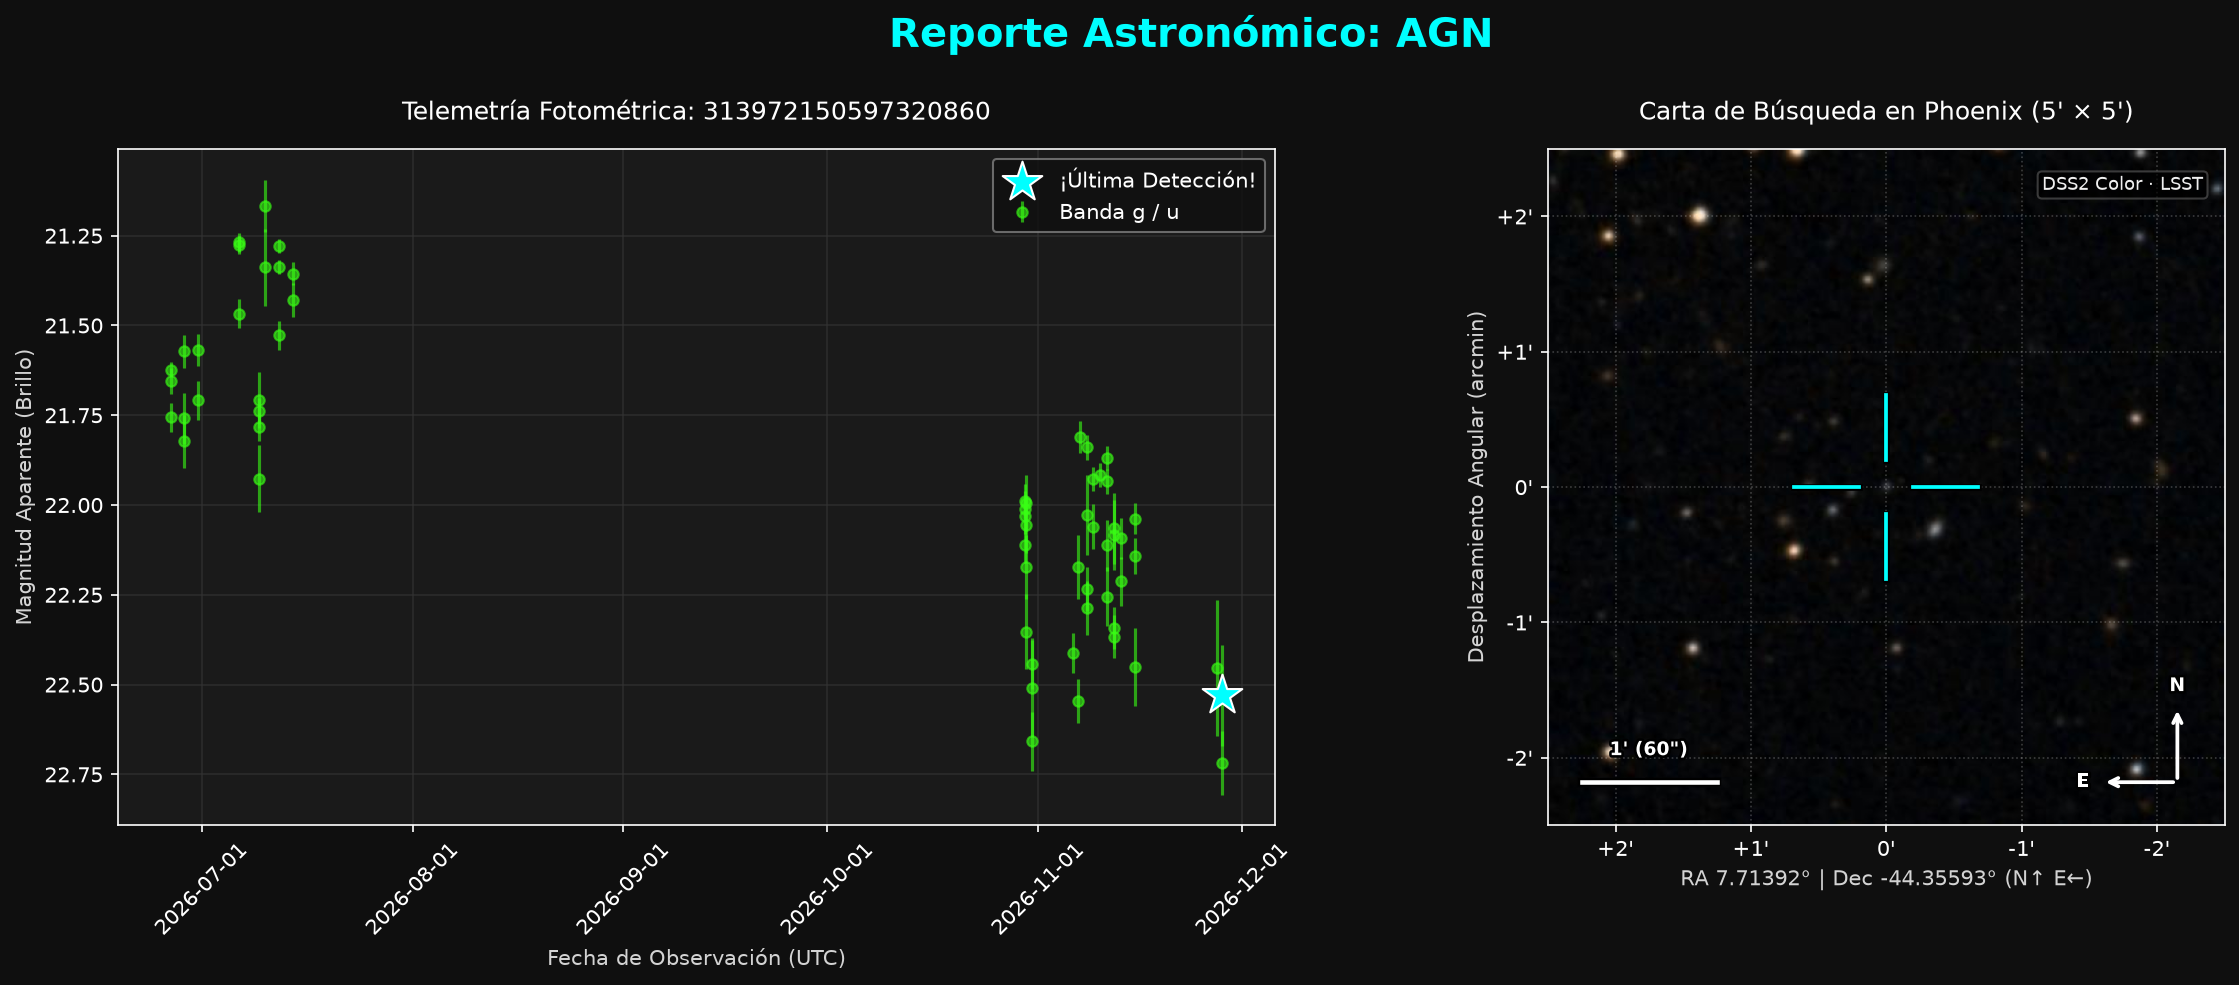 Reporte Astronómico: AGN
Telemetría Fotométrica: 313972150597320860
¡Última Detección!
Banda g / u
Magnitud Aparente (Brillo)
21.25
21.50
21.75
22.00
22.25
22.50
22.75
2026-07-01
2026-08-01
2026-09-01
2026-10-01
2026-11-01
2026-12-01
Fecha de Observación (UTC)
Carta de Búsqueda en Phoenix (5' × 5')
DSS2 Color · LSST
Desplazamiento Angular (arcmin)
+2'
+1'
0'
-1'
-2'
N
E
1' (60")
+2'
+1'
0'
-1'
-2'
RA 7.71392° | Dec -44.35593° (N↑ E←)